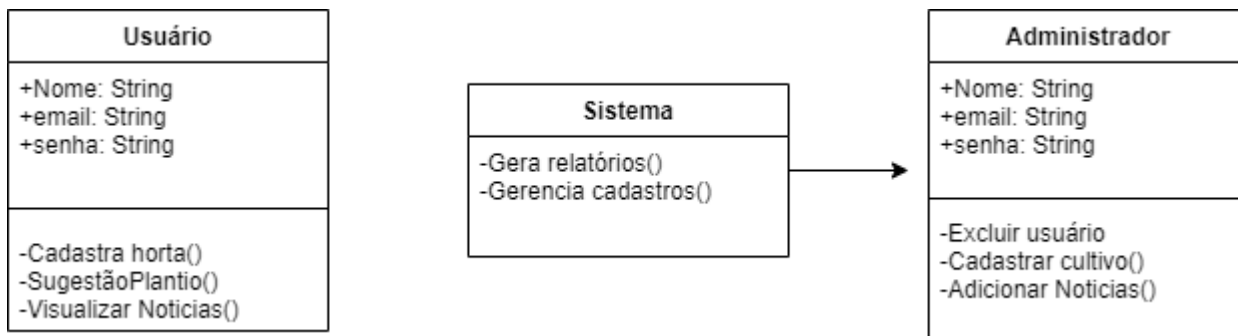 Usuário
+Nome: String
+email: String
+senha: String
-Cadastra horta()
-SugestãoPlantio()
-Visualizar Noticias()
Sistema
-Gera relatórios()
-Gerencia cadastros()
Administrador
+Nome: String
+email: String
+senha: String
-Excluir usuário
-Cadastrar cultivo()
-Adicionar Noticias()